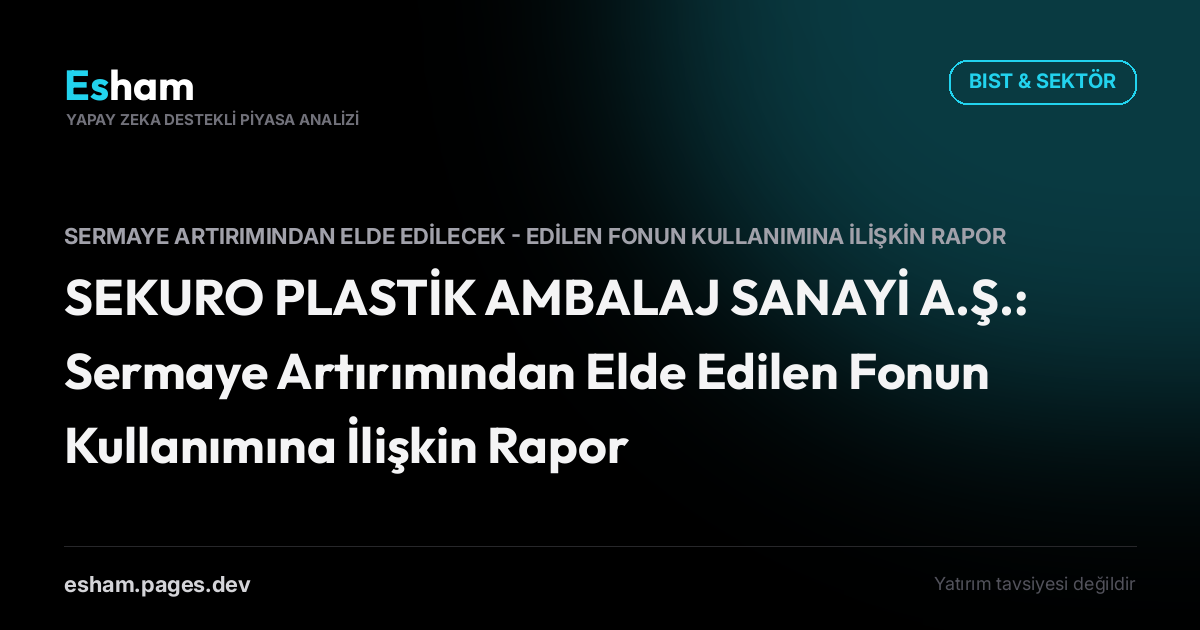 Esham
YAPAY ZEKA DESTEKLİ PİYASA ANALİZİ
BIST & SEKTÖR
SERMAYE ARTIRIMINDAN ELDE EDİLECEK - EDİLEN FONUN KULLANIMINA İLİŞKİN RAPOR
SEKURO PLASTİK AMBALAJ SANAYİ A.Ş.:
Sermaye Artırımından Elde Edilen Fonun
Kullanımına İlişkin Rapor
esham.pages.dev
Yatırım tavsiyesi değildir